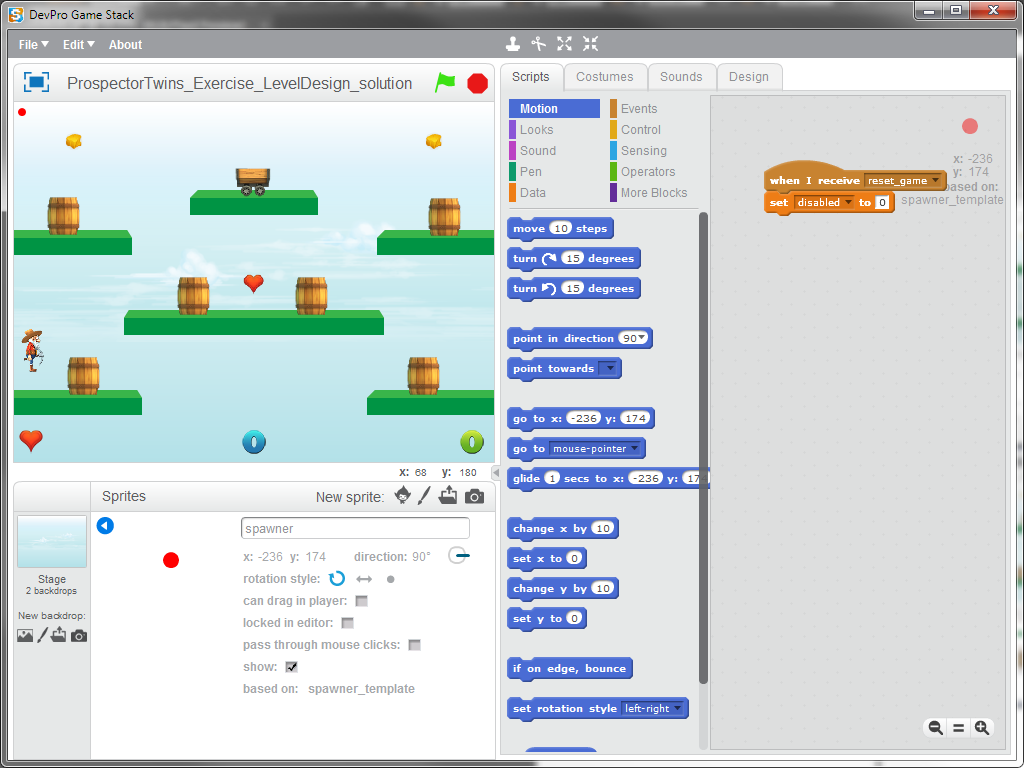 DevPro Game Stack
File Edit About
ProspectorTwins_Exercise_LevelDesign_solution
0
0
x: 68 y: 180
Sprites New sprite:
Stage
2 backdrops
New backdrop:
spawner
x: -236 y: 174 direction: 90°
rotation style:
can drag in player:
locked in editor:
pass through mouse clicks:
show:
based on: spawner_template
Scripts Costumes Sounds Design
Motion Events
Looks Control
Sound Sensing
Pen Operators
Data More Blocks
move 10 steps
turn 15 degrees
turn 15 degrees
point in direction 90
point towards
go to x: -236 y: 174
go to mouse-pointer
glide 1 secs to x: -236 y: 17
change x by 10
set x to 0
change y by 10
set y to 0
if on edge, bounce
set rotation style left-right
when I receive reset_game
set disabled to 0
x: -236
y: 174
based on:
spawner_template